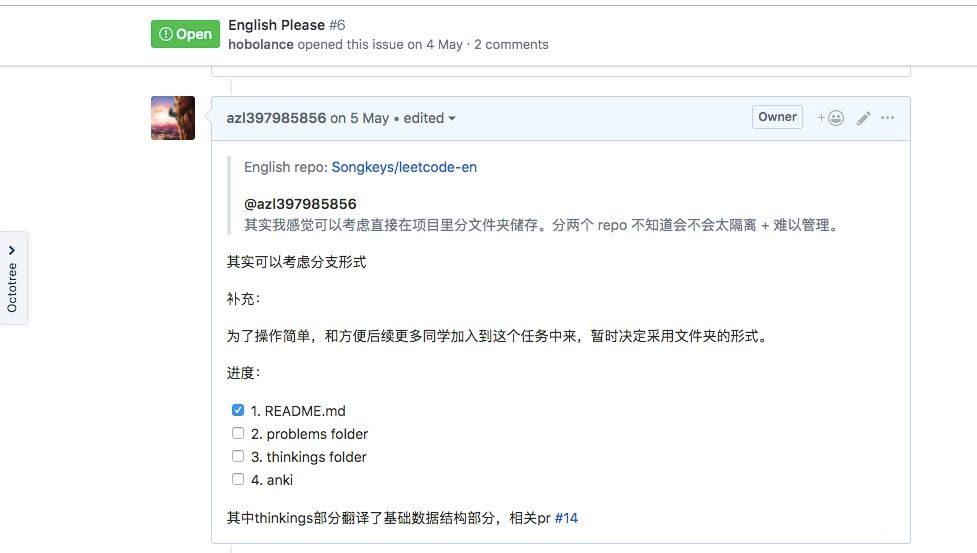 Open
English Please #6
hobolance opened this issue on 4 May · 2 comments
azl397985856 on 5 May • edited
Owner
English repo: Songkeys/leetcode-en
@azl397985856
其实我感觉可以考虑直接在项目里分文件夹储存。分两个 repo 不知道会不会太隔离 + 难以管理。
其实可以考虑分支形式
补充：
为了操作简单，和方便后续更多同学加入到这个任务中来，暂时决定采用文件夹的形式。
进度：
1. README.md
2. problems folder
3. thinkings folder
4. anki
其中thinkings部分翻译了基础数据结构部分，相关pr #14
Octotree